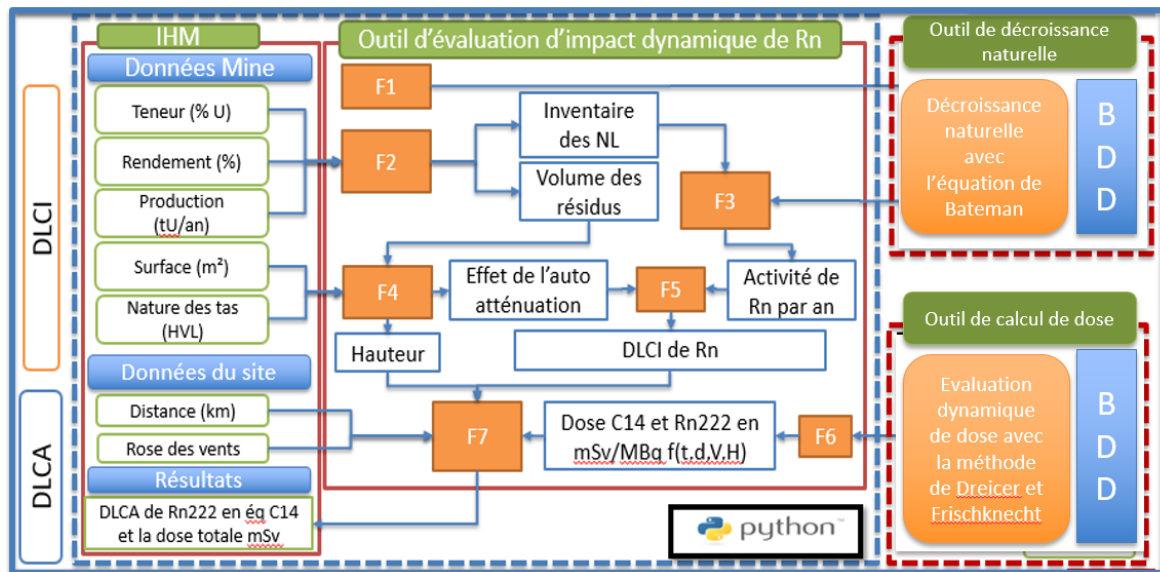 IHM
Données Mine
Teneur (% U)
Rendement (%)
Production
(tU/an)
Surface (m²)
Nature des tas
(HVL)
Données du site
Distance (km)
Rose des vents
Résultats
DLCA de Rn222 en éq C14
et la dose totale mSv
DLCI
DLCA
Outil d'évaluation d'impact dynamique de Rn
F1
F2
Inventaire
des NL
Volume des
résidus
F3
F4
Effet de l'auto
atténuation
F5
Activité de
Rn par an
Hauteur
DLCI de Rn
F7
Dose C14 et Rn222 en
mSv/MBq f(t.d.V.H)
F6
python™
Outil de décroissance
naturelle
Décroissance
naturelle
avec
l'équation de
Bateman
B
D
D
Outil de calcul de dose
Evaluation
dynamique
de dose avec
la méthode
de Dreicer et
Frischknecht
B
D
D